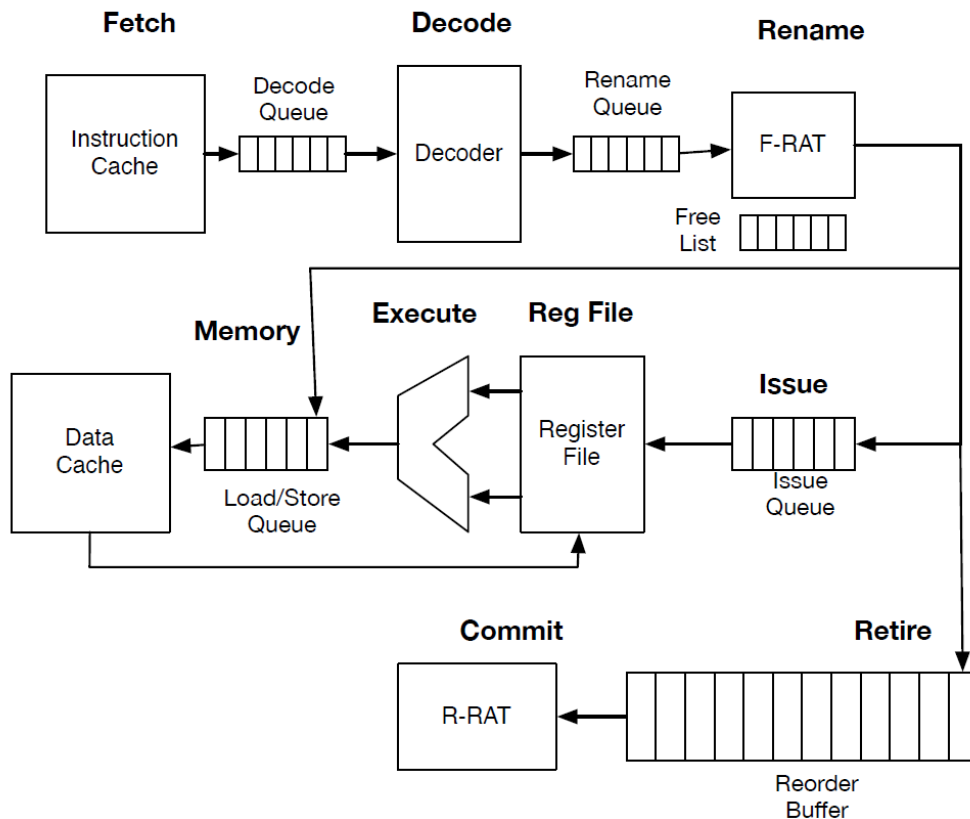 Fetch
Decode
Rename
Decode
Queue
Rename
Queue
Instruction
Cache
Decoder
F-RAT
Free
List
Memory
Execute
Reg File
Issue
Data
Cache
Load/Store
Queue
Register
File
Issue
Queue
Commit
Retire
R-RAT
Reorder
Buffer